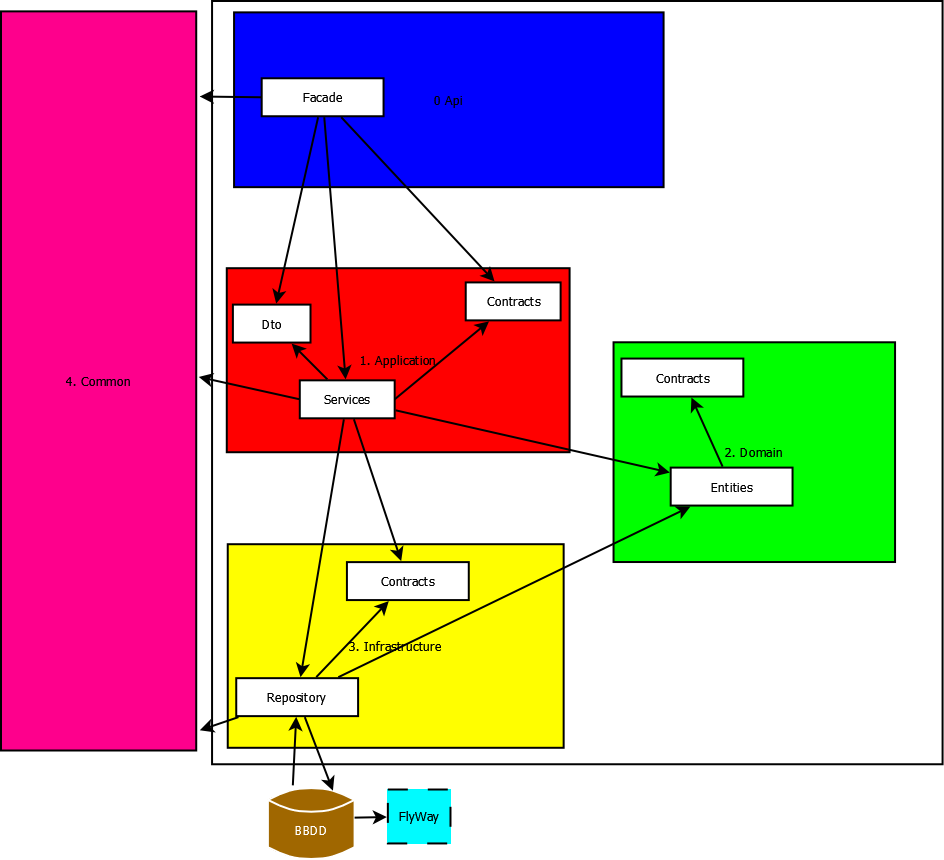 Facade
0 Api
Contracts
Dto
1. Application
Contracts
4. Common
Services
2. Domain
Entities
Contracts
3. Infrastructure
Repository
FlyWay
BBDD